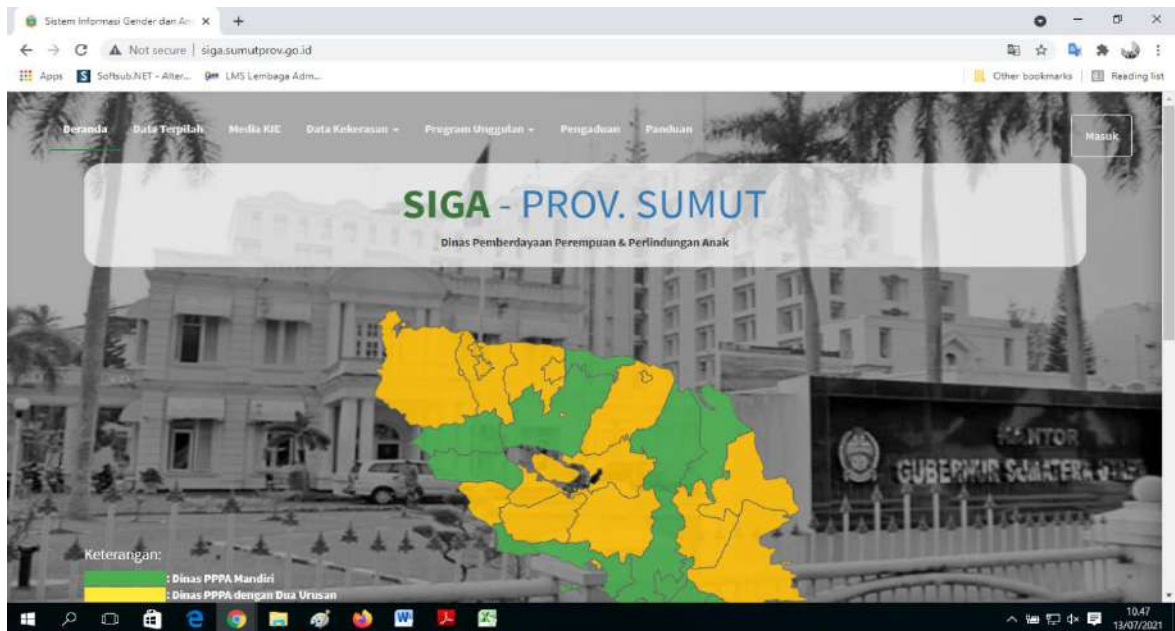 Sistem Informasi Gender dan An
Not secure | siga.sumutprov.go.id
Apps Softsub.NET - Alter... LMS Lembaga Adm... Other bookmarks Reading list
Beranda Data Terpilah Media KIE Data Kekerasan Program Unggulan Pengaduan Panduan Masuk
SIGA - PROV. SUMUT
Dinas Pemberdayaan Perempuan & Perlindungan Anak
KANTOR
GUBERNUR SUMATERA
Keterangan:
: Dinas PPPA Mandiri
: Dinas PPPA dengan Dua Urusan
10.47
13/07/2021